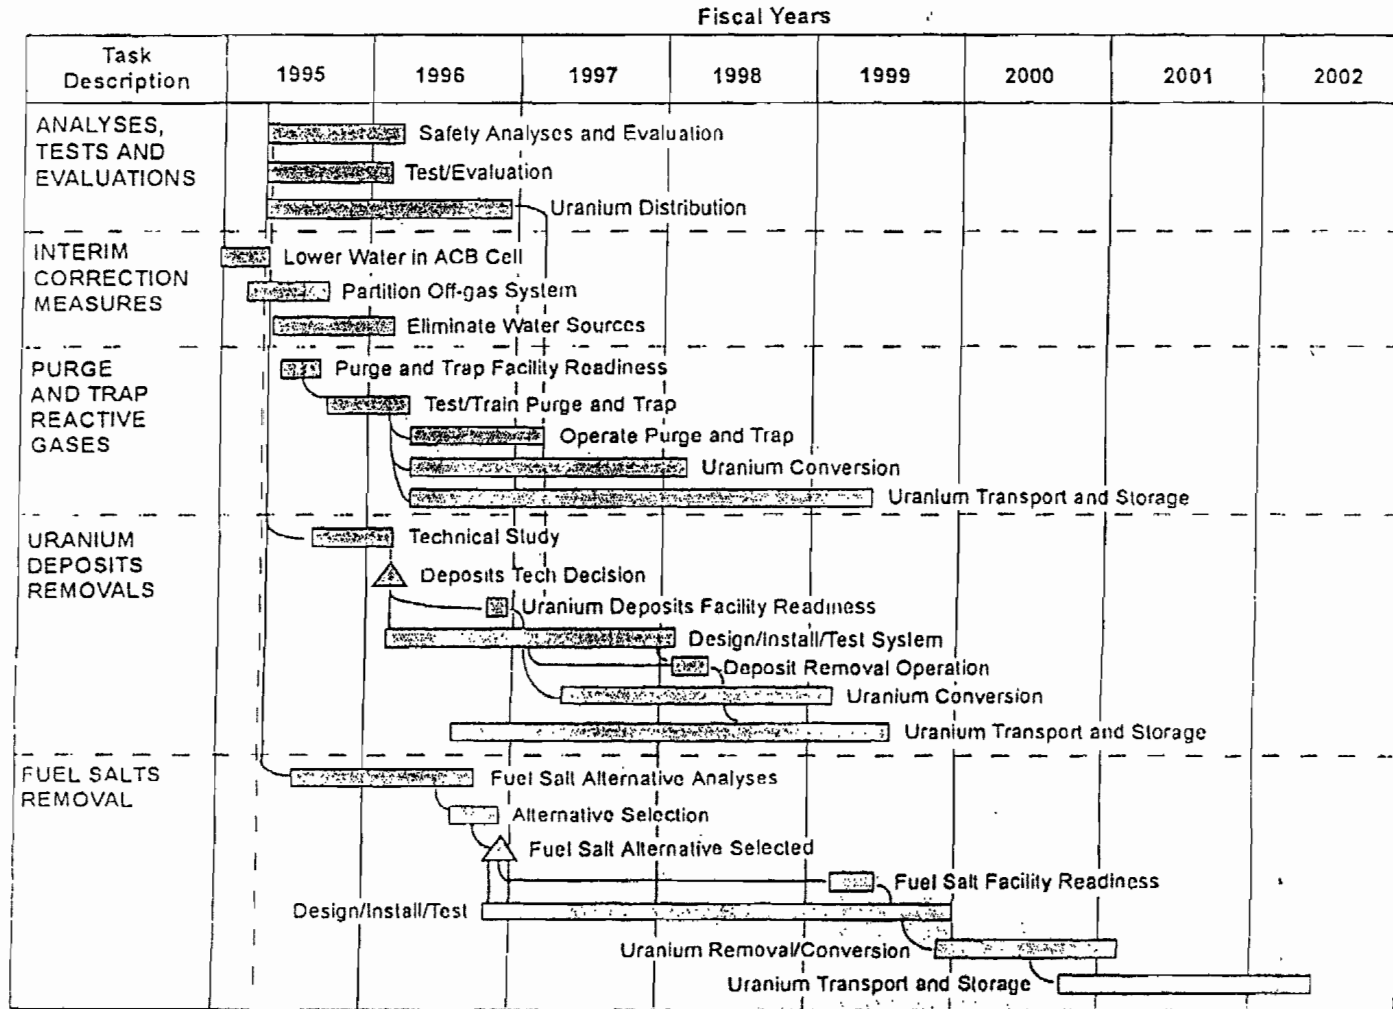 Fiscal Years
Task
Description
1995 1996 1997 1998 1999 2000 2001 2002
ANALYSES,
TESTS AND
EVALUATIONS
Safety Analyses and Evaluation
Test/Evaluation
Uranium Distribution
INTERIM
CORRECTION
MEASURES
Lower Water in ACB Cell
Partition Off-gas System
Eliminate Water Sources
PURGE
AND TRAP
REACTIVE
GASES
Purge and Trap Facility Readiness
Test/Train Purge and Trap
Operate Purge and Trap
Uranium Conversion
Uranium Transport and Storage
URANIUM
DEPOSITS
REMOVALS
Technical Study
Deposits Tech Decision
Uranium Deposits Facility Readiness
Design/Install/Test System
Deposit Removal Operation
Uranium Conversion
Uranium Transport and Storage
FUEL SALTS
REMOVAL
Fuel Salt Alternative Analyses
Alternative Selection
Fuel Salt Alternative Selected
Fuel Salt Facility Readiness
Design/Install/Test
Uranium Removal/Conversion
Uranium Transport and Storage